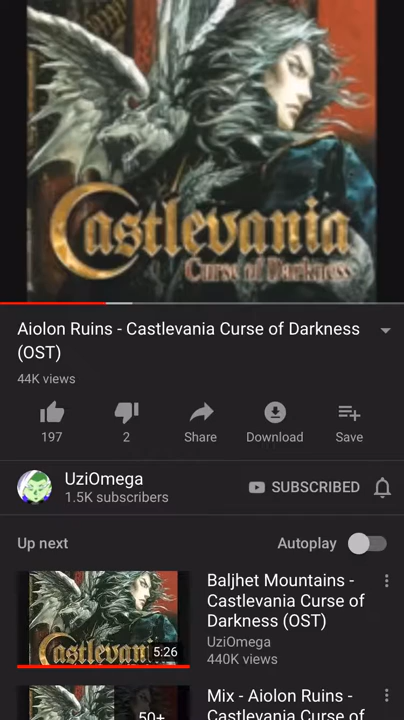 Castlevania
Curse of Darkness
Aiolon Ruins - Castlevania Curse of Darkness
(OST)
44K views
197
2
Share
Download
Save
UziOmega
1.5K subscribers
SUBSCRIBED
Up next
Autoplay
Castlevani
5:26
Baljhet Mountains -
Castlevania Curse of
Darkness (OST)
UziOmega
440K views
50+
Mix - Aiolon Ruins -
Castlevania Curse of